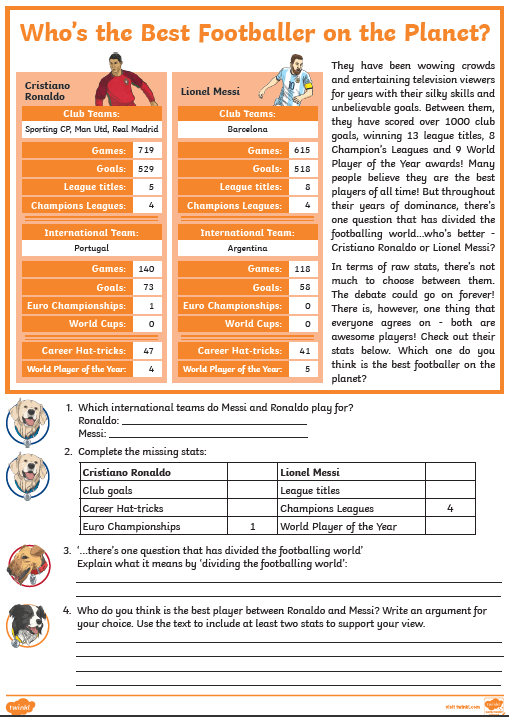 Who's the Best Footballer on the Planet?
Cristiano
Ronaldo
Club Teams:
Sporting CP, Man Utd, Real Madrid
Games: 719
Goals: 529
League titles: 5
Champions Leagues: 4
International Team:
Portugal
Games: 140
Goals: 73
Euro Championships: 1
World Cups: 0
Career Hat-tricks: 47
World Player of the Year: 4
Lionel Messi
Club Teams:
Barcelona
Games: 615
Goals: 518
League titles: 8
Champions Leagues: 4
International Team:
Argentina
Games: 118
Goals: 58
Euro Championships: 0
World Cups: 0
Career Hat-tricks: 41
World Player of the Year: 5
They have been wowing crowds
and entertaining television viewers
for years with their silky skills and
unbelievable goals. Between them,
they have scored over 1000 club
goals, winning 13 league titles, 8
Champion's Leagues and 9 World
Player of the Year awards! Many
people believe they are the best
players of all time! But throughout
their years of dominance, there's
one question that has divided the
footballing world...who's better -
Cristiano Ronaldo or Lionel Messi?
In terms of raw stats, there's not
much to choose between them.
The debate could go on forever!
There is, however, one thing that
everyone agrees on - both are
awesome players! Check out their
stats below. Which one do you
think is the best footballer on the
planet?
1. Which international teams do Messi and Ronaldo play for?
Ronaldo:
Messi:
2. Complete the missing stats:
Cristiano Ronaldo Lionel Messi
Club goals League titles
Career Hat-tricks Champions Leagues 4
Euro Championships 1 World Player of the Year
3. '...there's one question that has divided the footballing world'
Explain what it means by 'dividing the footballing world':
4. Who do you think is the best player between Ronaldo and Messi? Write an argument for
your choice. Use the text to include at least two stats to support your view.
twinkl
visit twinkl.com
twinkl